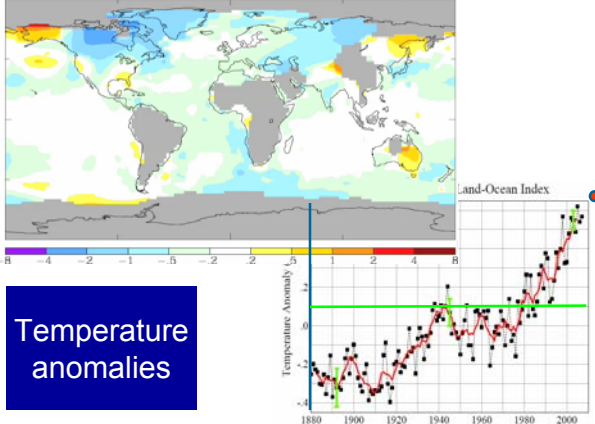 -8 -4 -2 -1 -.5 -.2 .2 .5 1 2 4 8
Land-Ocean Index
Temperature
anomalies
Temperature Anomaly (
.2
.0
-.2
-.4
1880 1900 1920 1940 1960 1980 2000